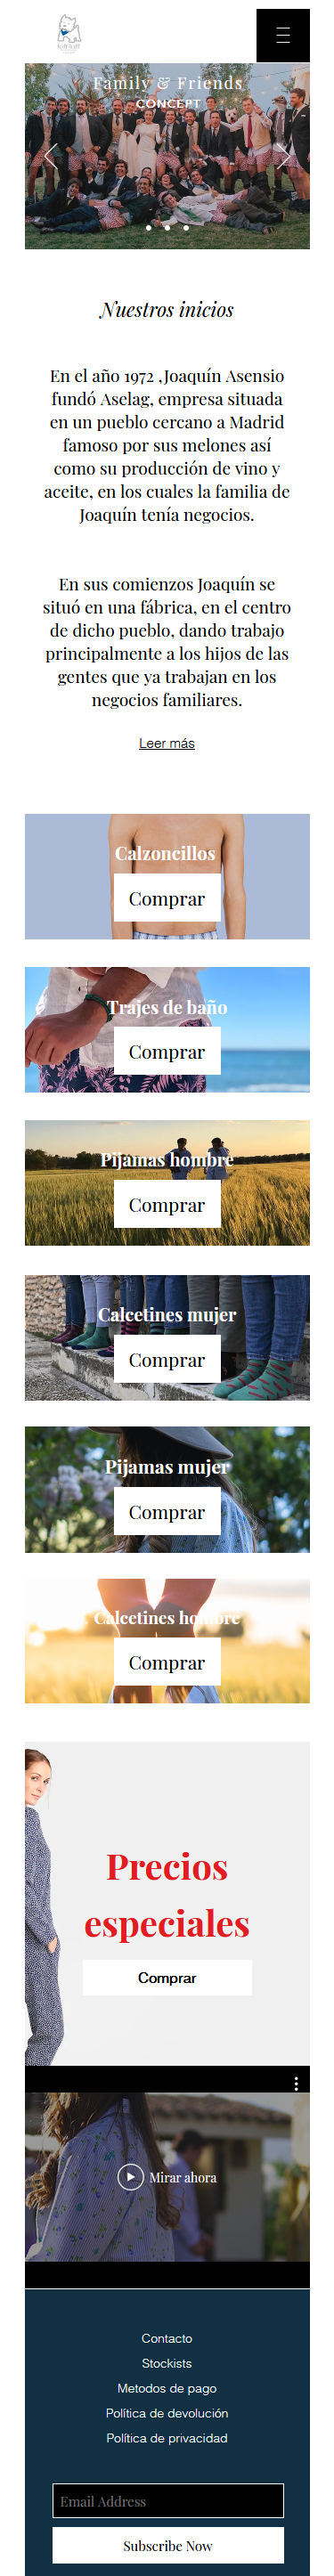 Family & Friends
CONCEPT
Nuestros inicios
En el año 1972 ,Joaquín Asensio
fundó Aselag, empresa situada
en un pueblo cercano a Madrid
famoso por sus melones así
como su producción de vino y
aceite, en los cuales la familia de
Joaquín tenía negocios.
En sus comienzos Joaquín se
situó en una fábrica, en el centro
de dicho pueblo, dando trabajo
principalmente a los hijos de las
gentes que ya trabajan en los
negocios familiares.
Leer más
Calzoncillos
Comprar
Trajes de baño
Comprar
Pijamas hombre
Comprar
Calcetines mujer
Comprar
Pijamas mujer
Comprar
Calcetines hombre
Comprar
Precios
especiales
Comprar
Mirar ahora
Contacto
Stockists
Metodos de pago
Política de devolución
Política de privacidad
Email Address
Subscribe Now